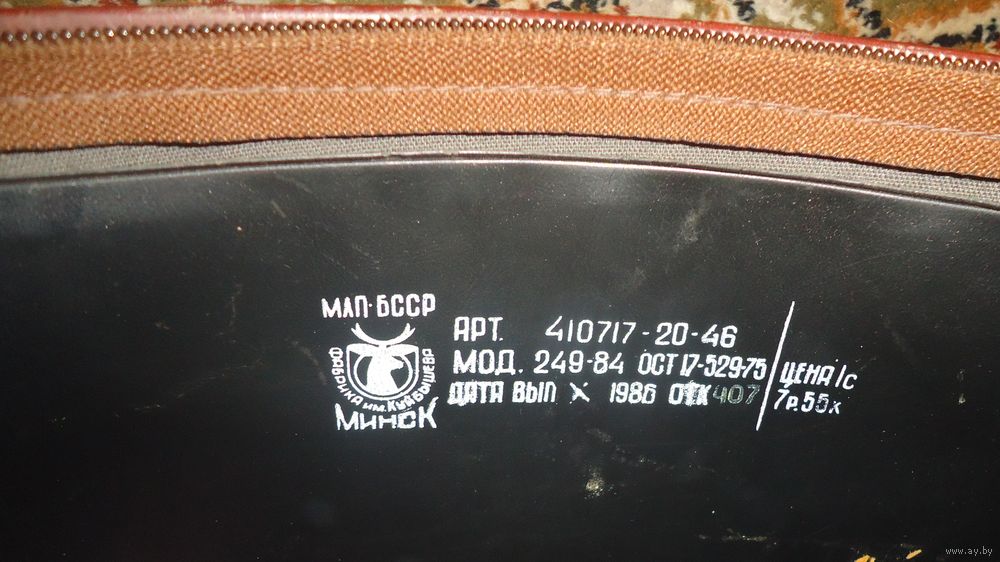 МЛП·БССР
ФАБРИКА ИМ. КУЙБЫШЕВА
МИНСК
АРТ. 410717-20-46
МОД. 249-84 ОСТ 17-529-75
ДАТА ВЫП X 1986 ОТК 407
ЦЕНА 1с
7р.55к
www.ay.by